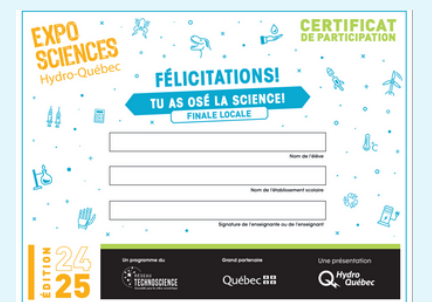 EXPO
SCIENCES
Hydro-Québec
CERTIFICAT
DE PARTICIPATION
FÉLICITATIONS!
TU AS OSÉ LA SCIENCE!
FINALE LOCALE
Nom de l'élève
Nom de l'établissement scolaire
Signature de l'enseignante ou de l'enseignant
ÉDITION
24
25
Un programme du
RÉSEAU
TECHNOSCIENCE
Grand partenaire
Québec
Une présentation
Hydro
Québec